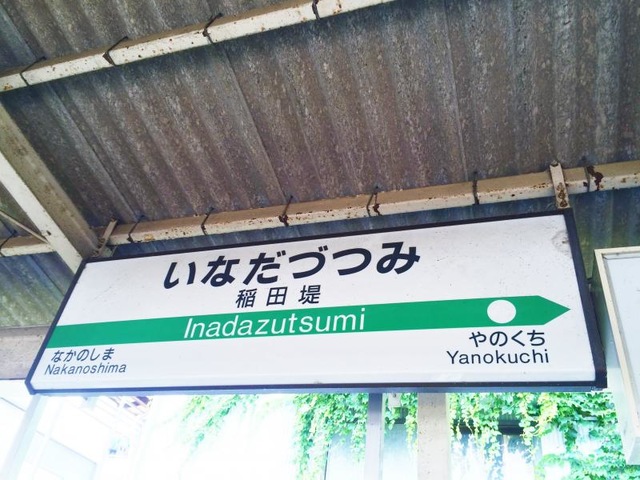 いなだづつみ
稲田堤
Inadazutsumi
なかのしま
Nakanoshima
やのくち
Yanokuchi